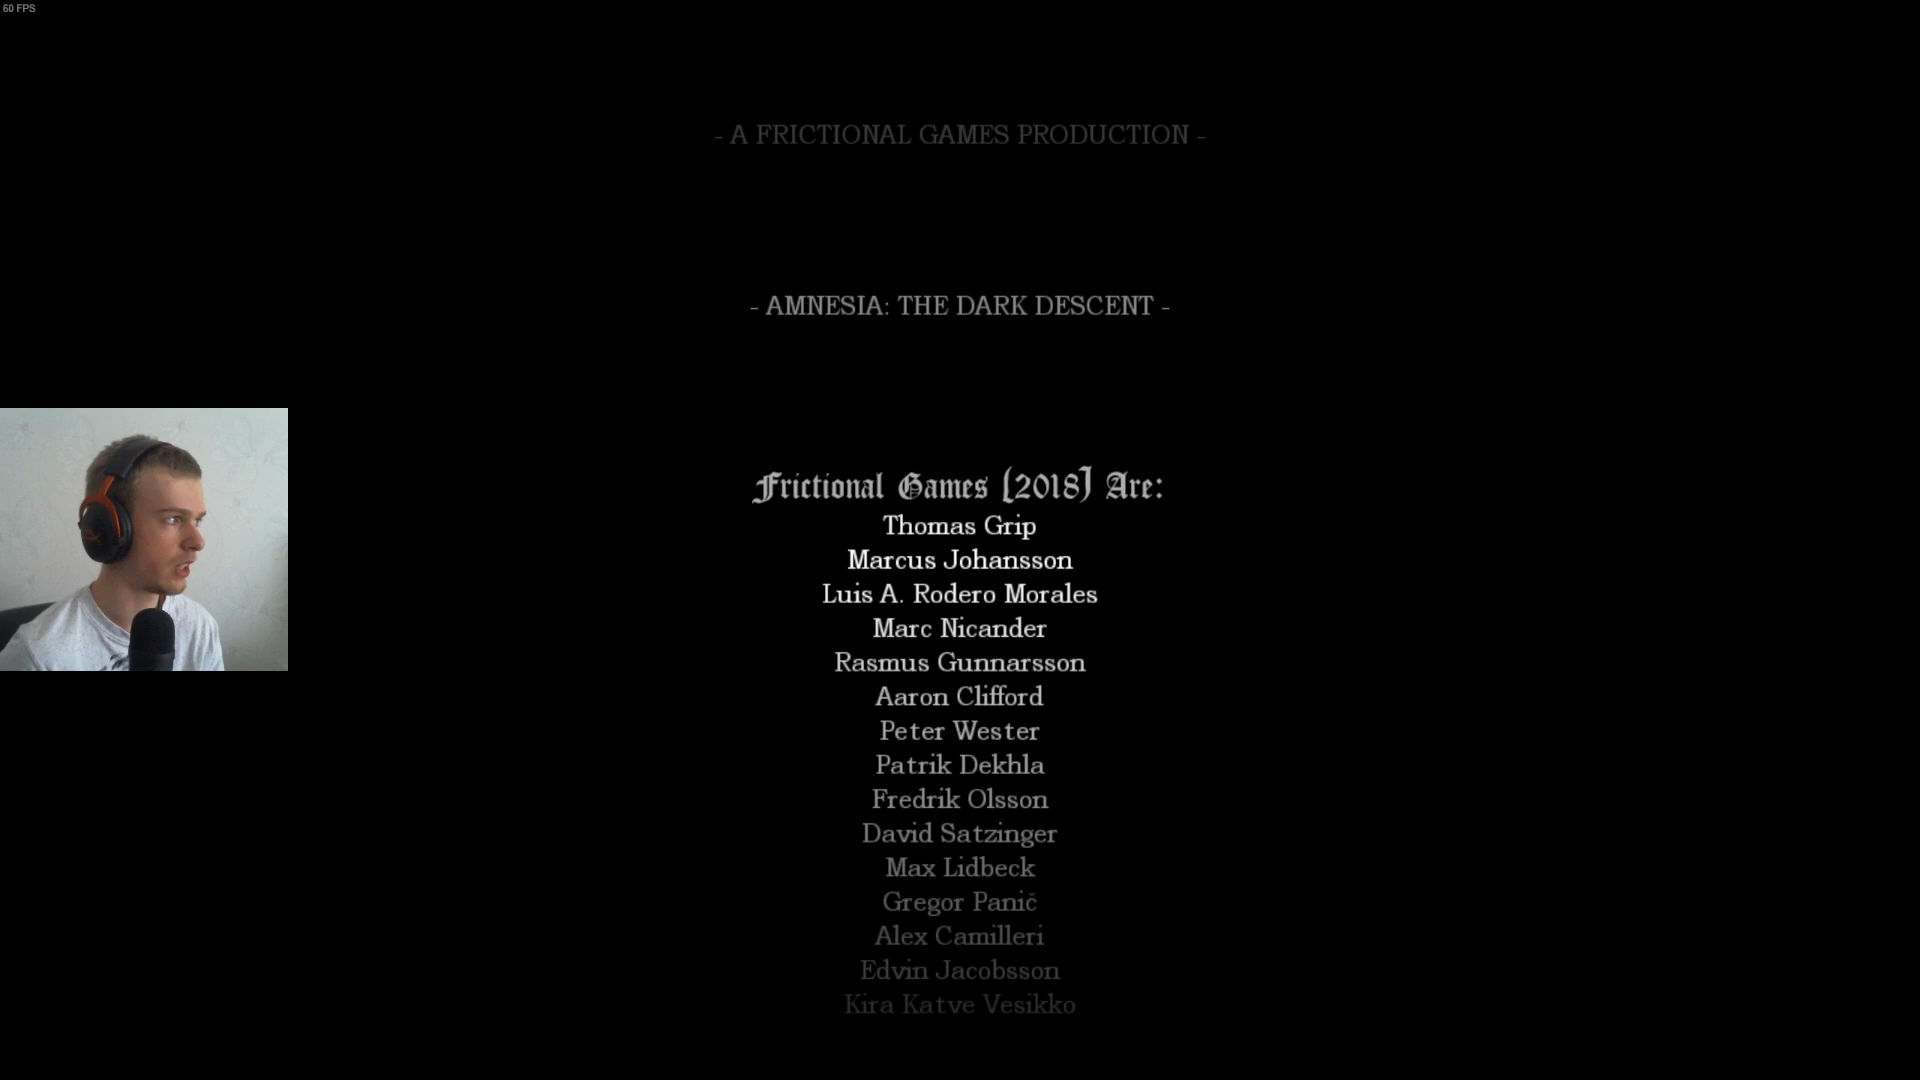 60 FPS
- A FRICTIONAL GAMES PRODUCTION -
- AMNESIA: THE DARK DESCENT -
Frictional Games [2018] Are:
Thomas Grip
Marcus Johansson
Luis A. Rodero Morales
Marc Nicander
Rasmus Gunnarsson
Aaron Clifford
Peter Wester
Patrik Dekhla
Fredrik Olsson
David Satzinger
Max Lidbeck
Gregor Panič
Alex Camilleri
Edvin Jacobsson
Kira Katve Vesikko